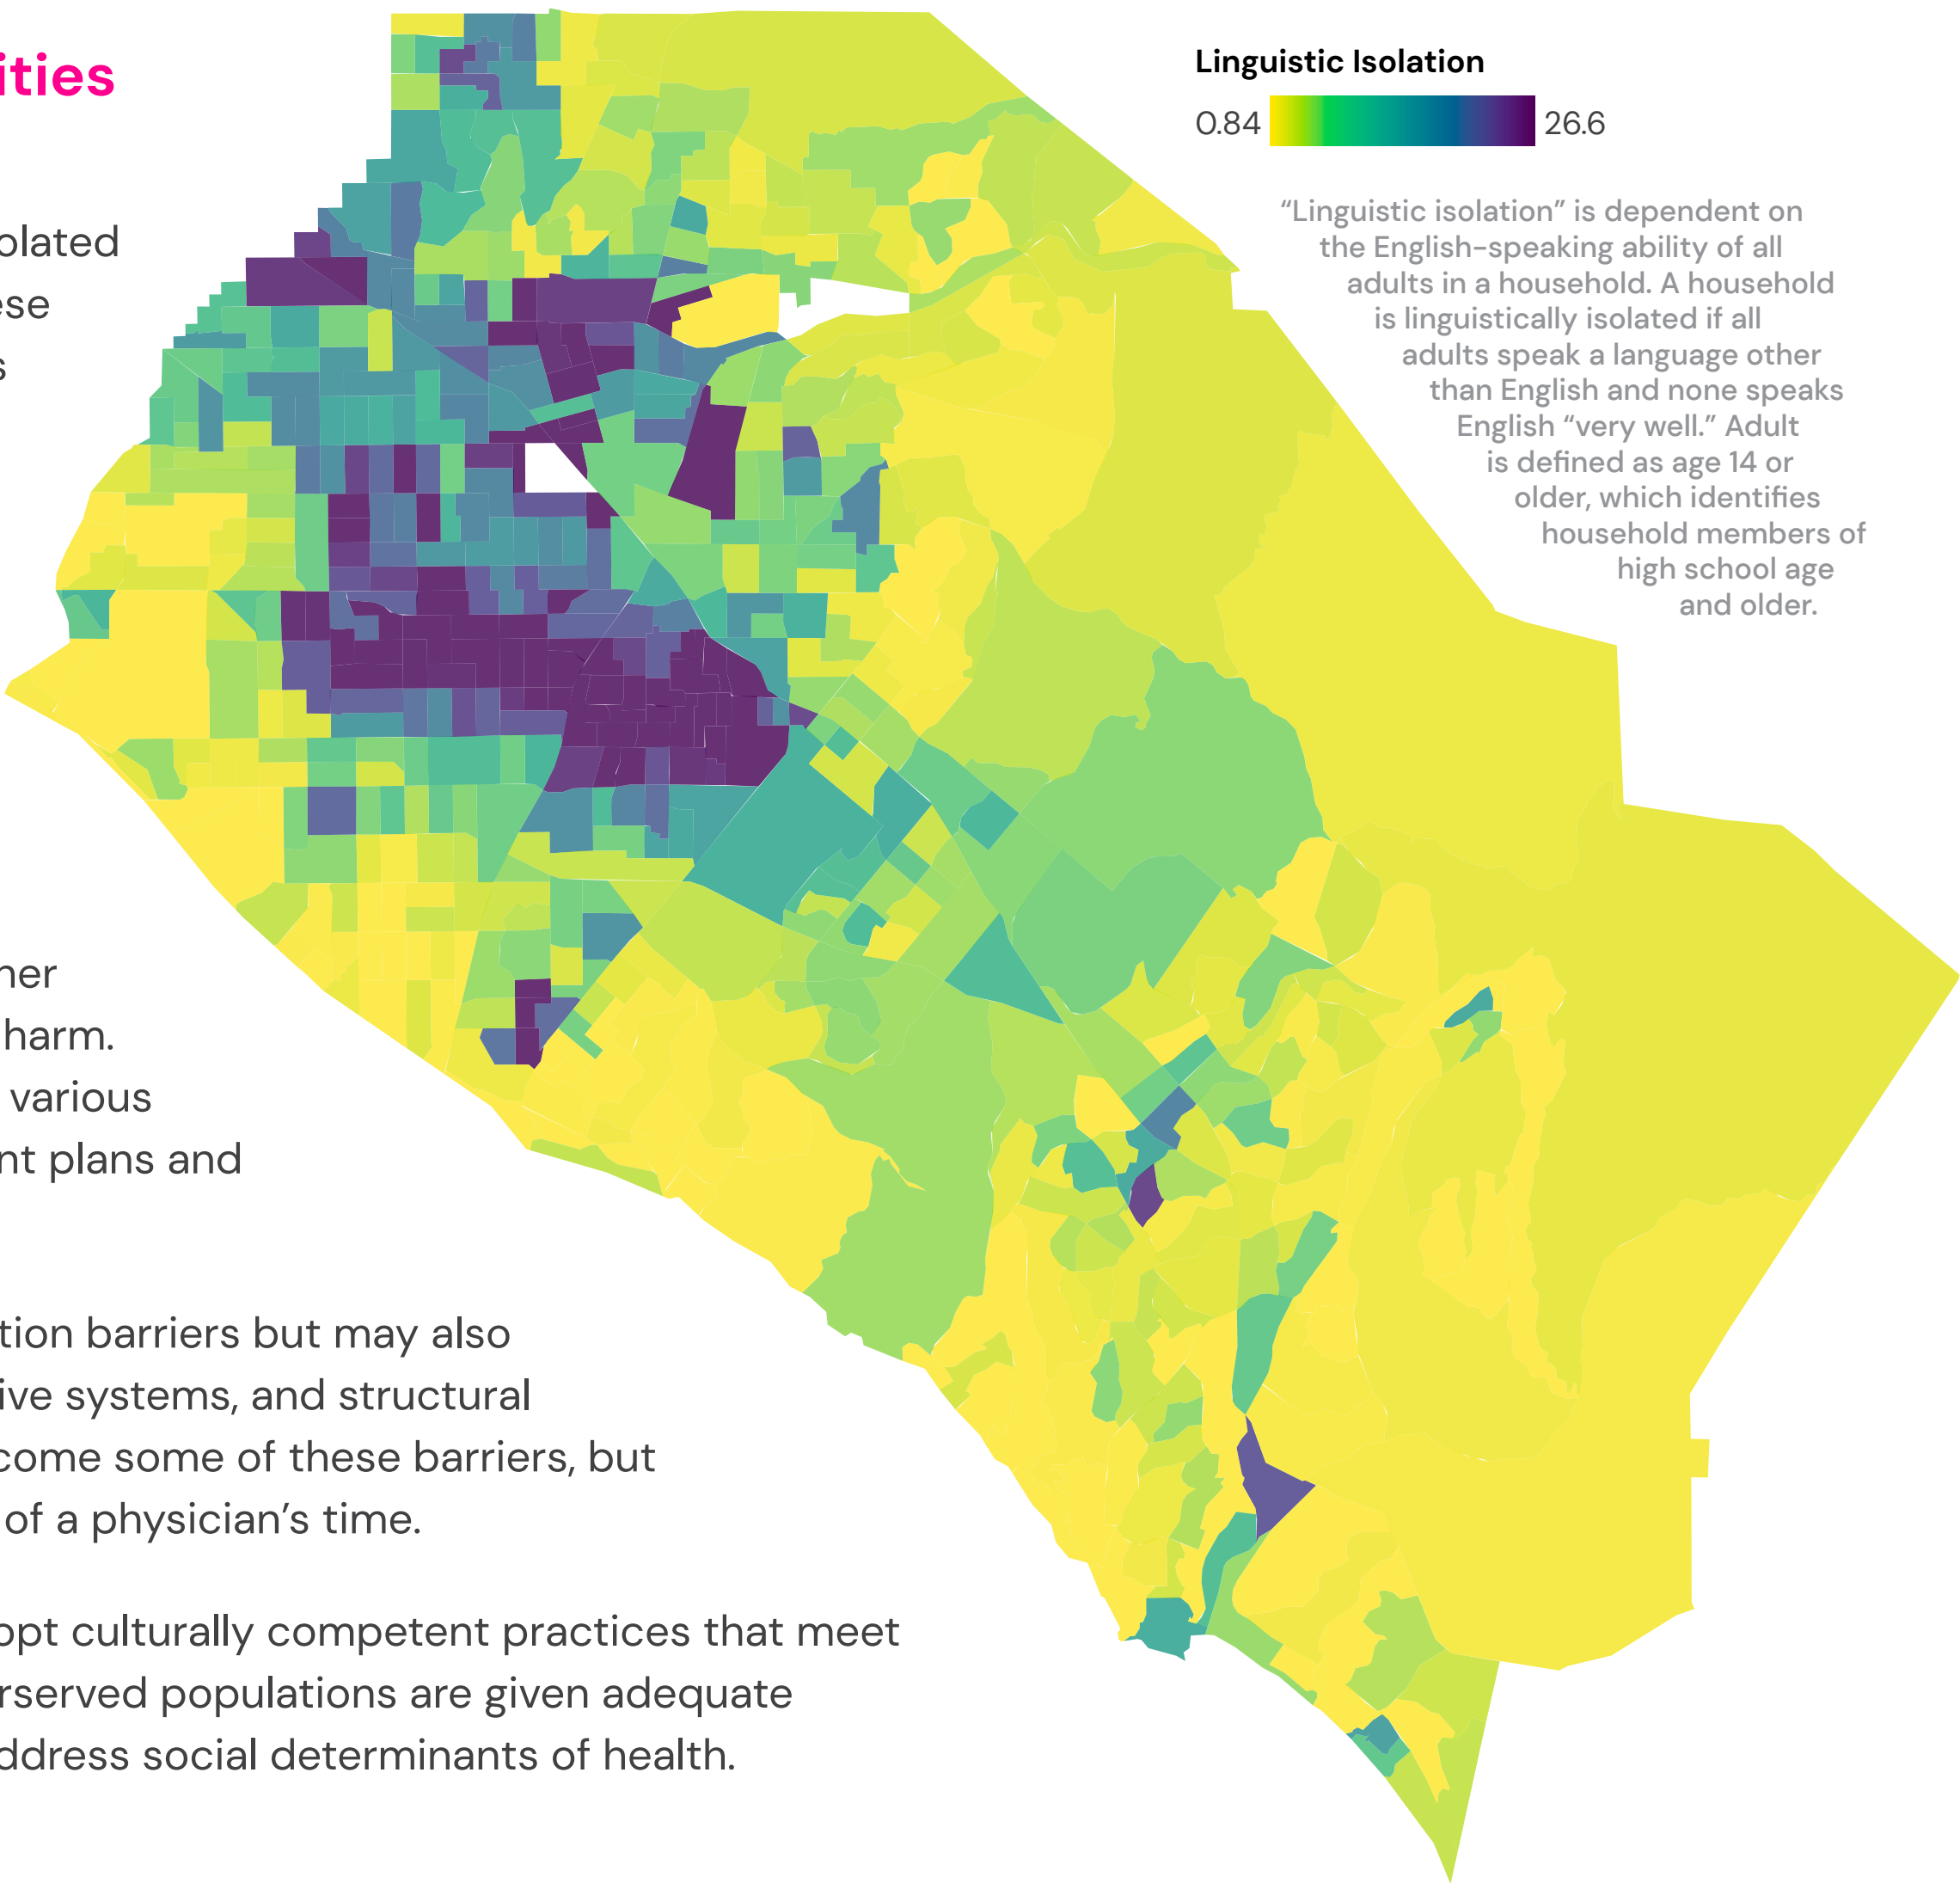 ities
olated
ese
s
ner
harm.
various
nt plans and
tion barriers but may also
ive systems, and structural
come some of these barriers, but
of a physician’s time.
opt culturally competent practices that meet
rserved populations are given adequate
ddress social determinants of health.
Linguistic Isolation
0.84 26.6
“Linguistic isolation” is dependent on
the English-speaking ability of all
adults in a household. A household
is linguistically isolated if all
adults speak a language other
than English and none speaks
English “very well.” Adult
is defined as age 14 or
older, which identifies
household members of
high school age
and older.